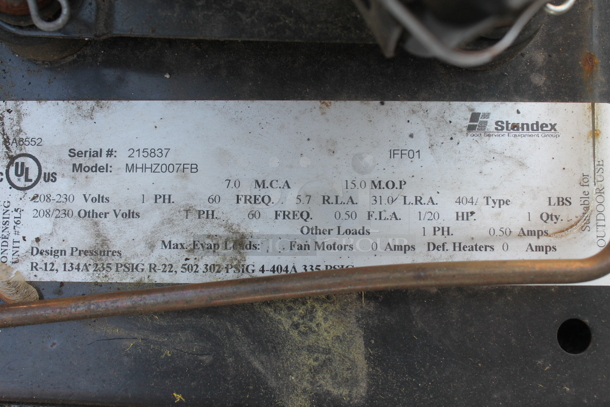 Standex
Food Service Equipment Group
Serial #: 215837 IFF01
Model: MHHZ007FB
UL US
7.0 M.C.A 15.0 M.O.P
208-230 Volts 1 PH. 60 FREQ. 5.7 R.L.A. 31.0 L.R.A. 404/ Type LBS
208/230 Other Volts 1 PH. 60 FREQ. 0.50 F.L.A. 1/20 HP. 1 Qty.
Other Loads 1 PH. 0.50 Amps
Max. Evap Loads: Fan Motors 0 Amps Def. Heaters 0 Amps
Design Pressures
R-12, 134A 235 PSIG R-22, 502 302 PSIG 4-404A 335 PSIG
ONDENSING
UNIT
Suitable for
OUTDOOR USE